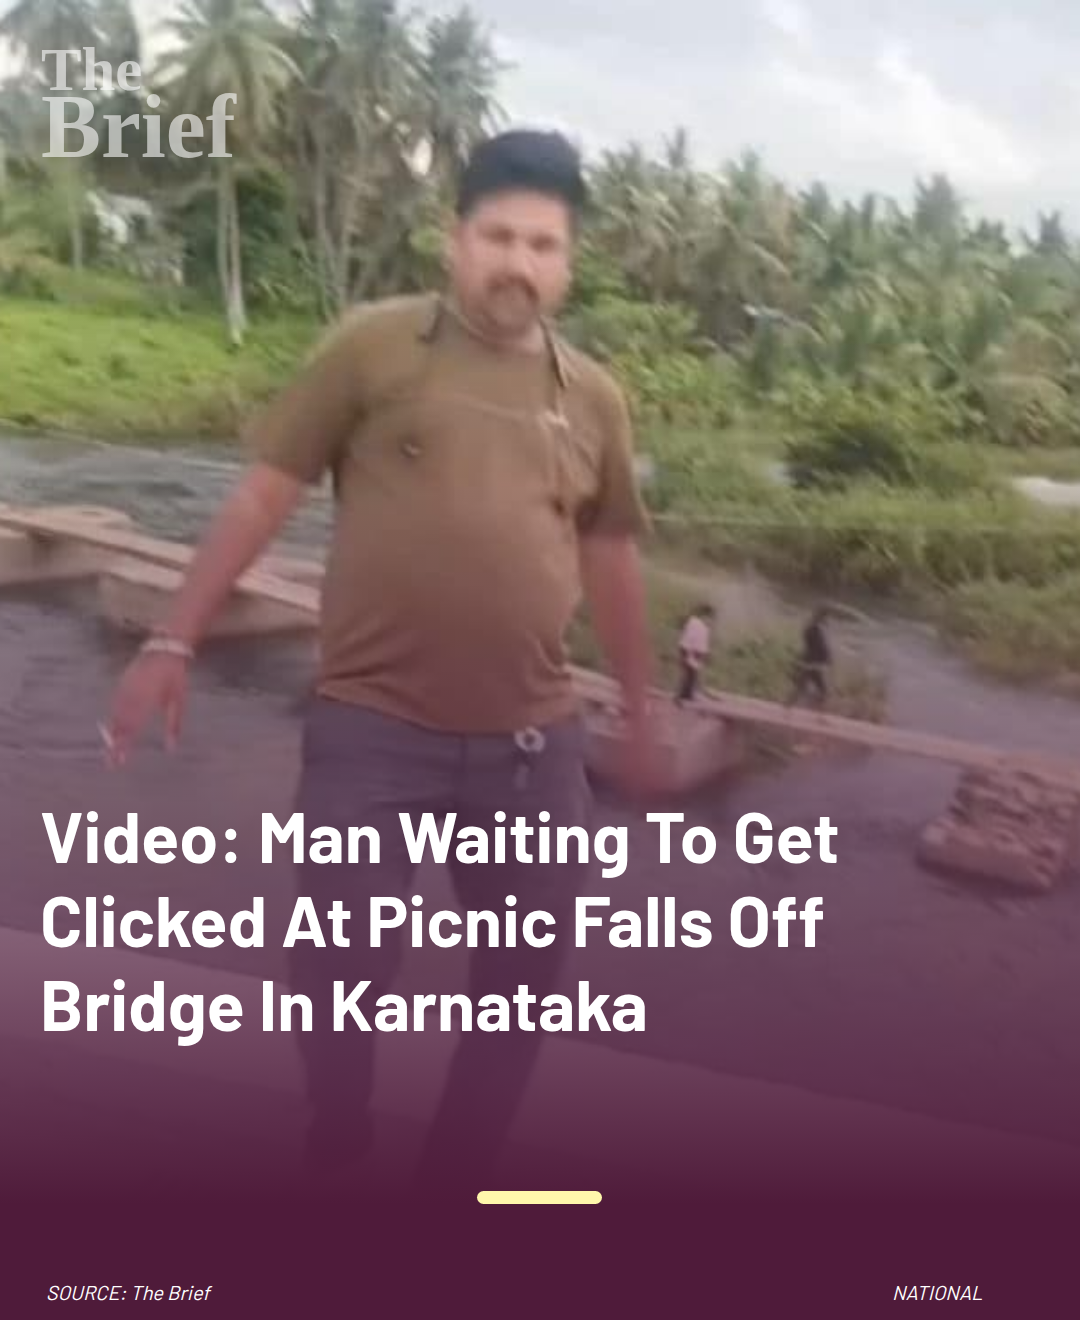 The
Brief
Video: Man Waiting To Get
Clicked At Picnic Falls Off
Bridge In Karnataka
SOURCE: The Brief
NATIONAL